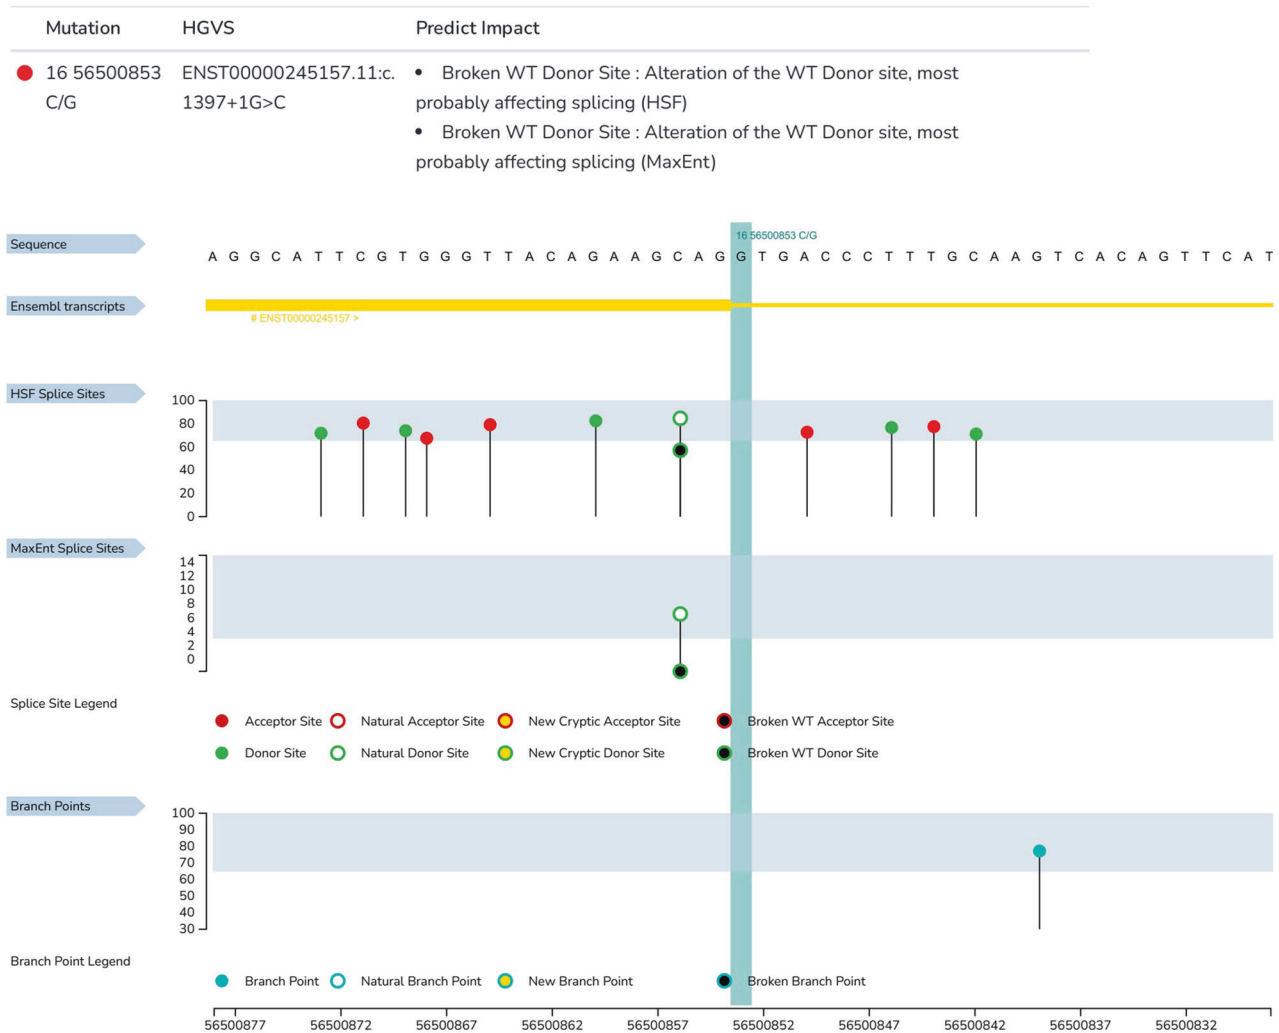 Mutation HGVS Predict Impact
16 56500853 ENST00000245157.11:c. • Broken WT Donor Site : Alteration of the WT Donor site, most
C/G 1397+1G>C probably affecting splicing (HSF)
• Broken WT Donor Site : Alteration of the WT Donor site, most
probably affecting splicing (MaxEnt)
16 56500853 C/G
Sequence
A G G C A T T C G T G G G T T A C A G A A G C A G G T G A C C C T T T G C A A G T C A C A G T T C A T
Ensembl transcripts
# ENST00000245157 >
HSF Splice Sites
100
80
60
40
20
0
MaxEnt Splice Sites
14
12
10
8
6
4
2
0
Splice Site Legend
Acceptor Site Natural Acceptor Site New Cryptic Acceptor Site Broken WT Acceptor Site
Donor Site Natural Donor Site New Cryptic Donor Site Broken WT Donor Site
Branch Points
100
90
80
70
60
50
40
30
Branch Point Legend
Branch Point Natural Branch Point New Branch Point Broken Branch Point
56500877 56500872 56500867 56500862 56500857 56500852 56500847 56500842 56500837 56500832